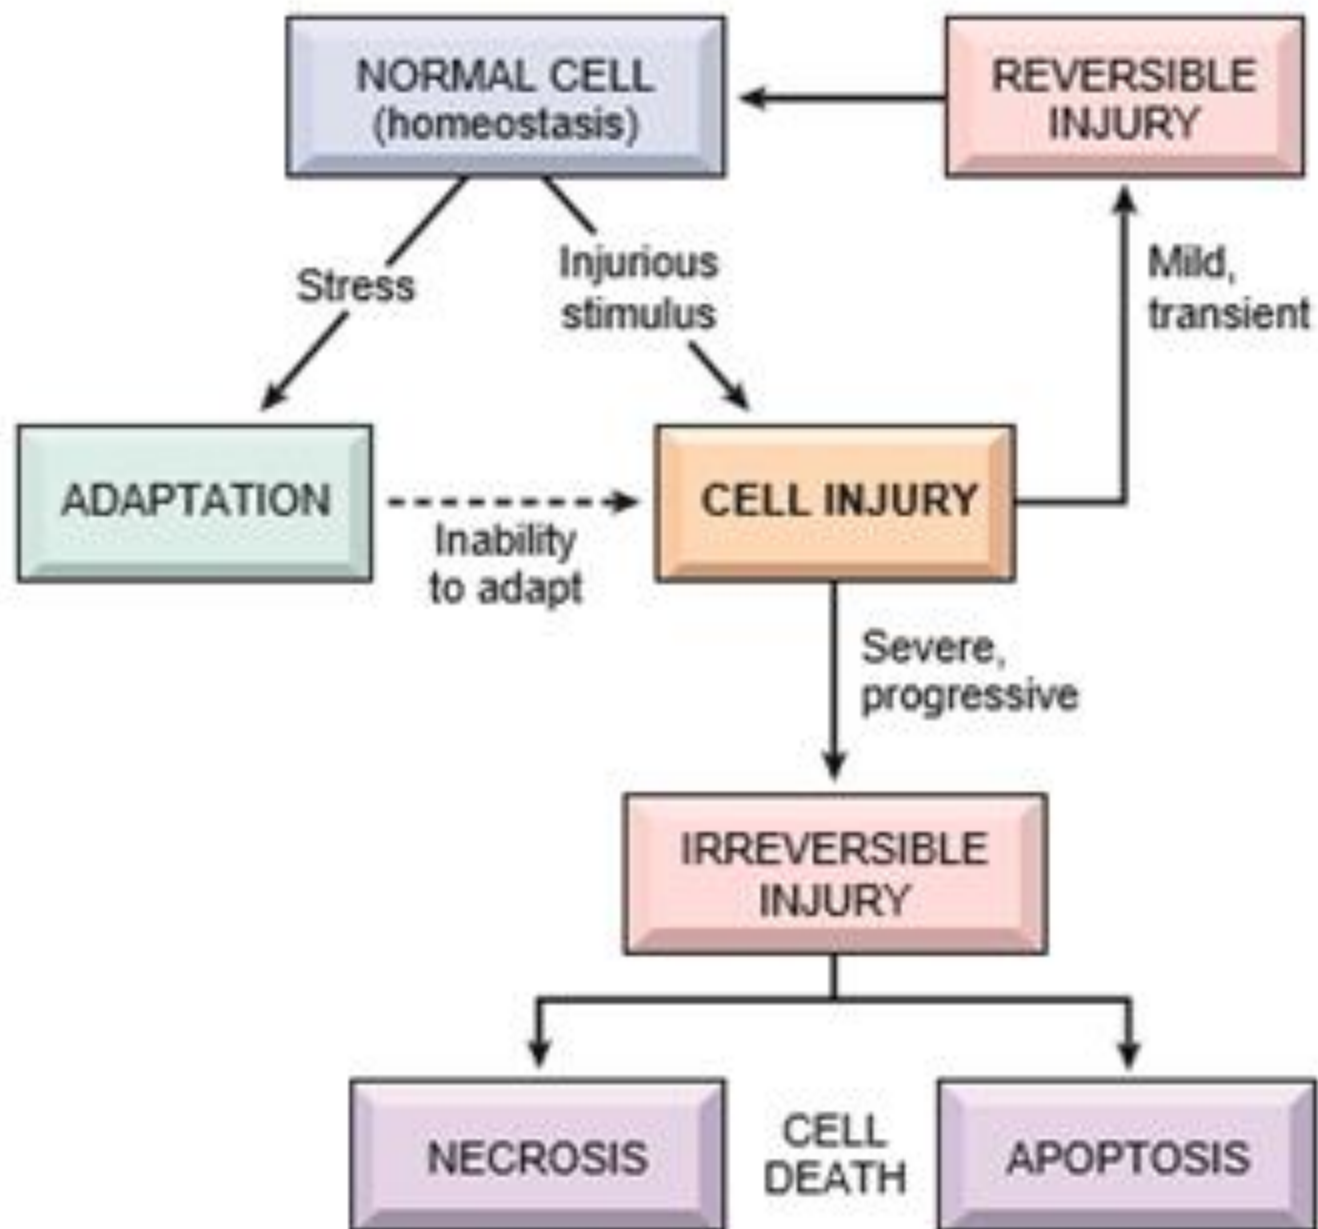 NORMAL CELL
(homeostasis)
REVERSIBLE
INJURY
Stress
Injurious
stimulus
Mild,
transient
ADAPTATION
Inability
to adapt
CELL INJURY
Severe,
progressive
IRREVERSIBLE
INJURY
NECROSIS
CELL
DEATH
APOPTOSIS